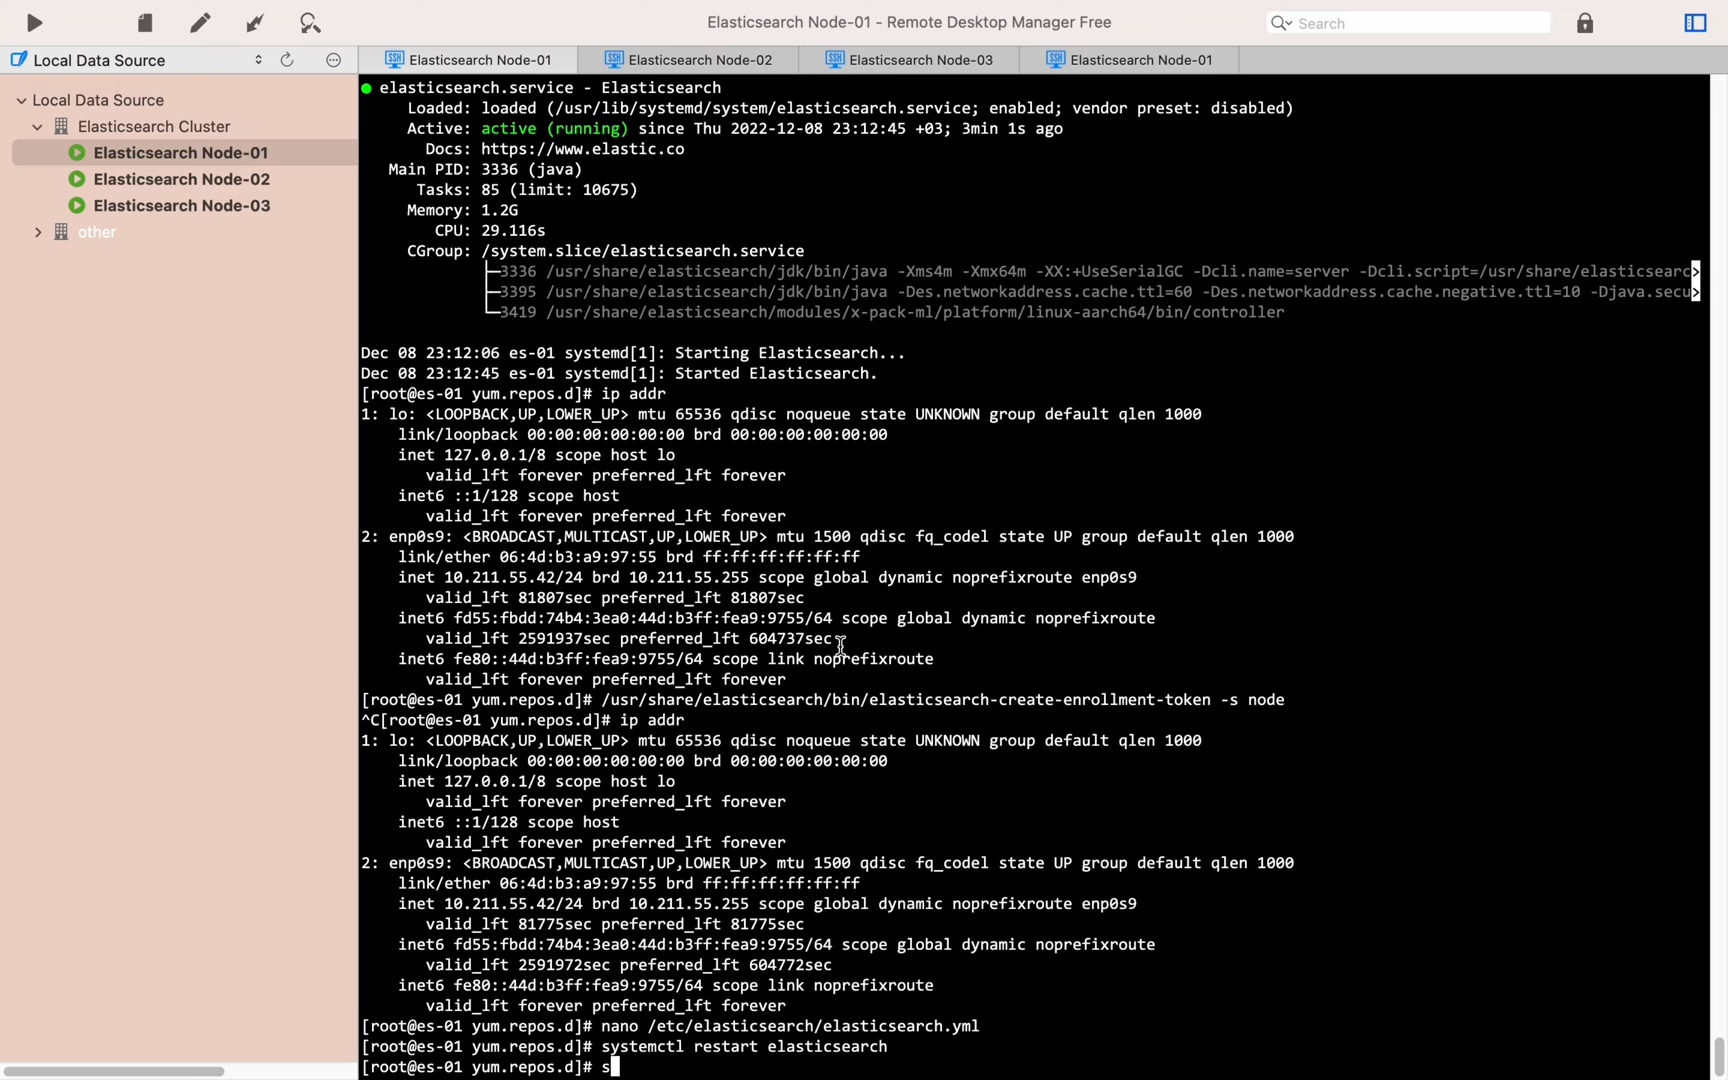 Elasticsearch Node-01 - Remote Desktop Manager Free
Search
Local Data Source
Elasticsearch Node-01
Elasticsearch Node-02
Elasticsearch Node-03
Elasticsearch Node-01
Local Data Source
Elasticsearch Cluster
Elasticsearch Node-01
Elasticsearch Node-02
Elasticsearch Node-03
other
elasticsearch.service - Elasticsearch
Loaded: loaded (/usr/lib/systemd/system/elasticsearch.service; enabled; vendor preset: disabled)
Active: active (running) since Thu 2022-12-08 23:12:45 +03; 3min 1s ago
Docs: https://www.elastic.co
Main PID: 3336 (java)
Tasks: 85 (limit: 10675)
Memory: 1.2G
CPU: 29.116s
CGroup: /system.slice/elasticsearch.service
├─3336 /usr/share/elasticsearch/jdk/bin/java -Xms4m -Xmx64m -XX:+UseSerialGC -Dcli.name=server -Dcli.script=/usr/share/elasticsearc>
├─3395 /usr/share/elasticsearch/jdk/bin/java -Des.networkaddress.cache.ttl=60 -Des.networkaddress.cache.negative.ttl=10 -Djava.secu>
└─3419 /usr/share/elasticsearch/modules/x-pack-ml/platform/linux-aarch64/bin/controller
Dec 08 23:12:06 es-01 systemd[1]: Starting Elasticsearch...
Dec 08 23:12:45 es-01 systemd[1]: Started Elasticsearch.
[root@es-01 yum.repos.d]# ip addr
1: lo: <LOOPBACK,UP,LOWER_UP> mtu 65536 qdisc noqueue state UNKNOWN group default qlen 1000
link/loopback 00:00:00:00:00:00 brd 00:00:00:00:00:00
inet 127.0.0.1/8 scope host lo
valid_lft forever preferred_lft forever
inet6 ::1/128 scope host
valid_lft forever preferred_lft forever
2: enp0s9: <BROADCAST,MULTICAST,UP,LOWER_UP> mtu 1500 qdisc fq_codel state UP group default qlen 1000
link/ether 06:4d:b3:a9:97:55 brd ff:ff:ff:ff:ff:ff
inet 10.211.55.42/24 brd 10.211.55.255 scope global dynamic noprefixroute enp0s9
valid_lft 81807sec preferred_lft 81807sec
inet6 fd55:fbdd:74b4:3ea0:44d:b3ff:fea9:9755/64 scope global dynamic noprefixroute
valid_lft 2591937sec preferred_lft 604737sec
inet6 fe80::44d:b3ff:fea9:9755/64 scope link noprefixroute
valid_lft forever preferred_lft forever
[root@es-01 yum.repos.d]# /usr/share/elasticsearch/bin/elasticsearch-create-enrollment-token -s node
^C[root@es-01 yum.repos.d]# ip addr
1: lo: <LOOPBACK,UP,LOWER_UP> mtu 65536 qdisc noqueue state UNKNOWN group default qlen 1000
link/loopback 00:00:00:00:00:00 brd 00:00:00:00:00:00
inet 127.0.0.1/8 scope host lo
valid_lft forever preferred_lft forever
inet6 ::1/128 scope host
valid_lft forever preferred_lft forever
2: enp0s9: <BROADCAST,MULTICAST,UP,LOWER_UP> mtu 1500 qdisc fq_codel state UP group default qlen 1000
link/ether 06:4d:b3:a9:97:55 brd ff:ff:ff:ff:ff:ff
inet 10.211.55.42/24 brd 10.211.55.255 scope global dynamic noprefixroute enp0s9
valid_lft 81775sec preferred_lft 81775sec
inet6 fd55:fbdd:74b4:3ea0:44d:b3ff:fea9:9755/64 scope global dynamic noprefixroute
valid_lft 2591972sec preferred_lft 604772sec
inet6 fe80::44d:b3ff:fea9:9755/64 scope link noprefixroute
valid_lft forever preferred_lft forever
[root@es-01 yum.repos.d]# nano /etc/elasticsearch/elasticsearch.yml
[root@es-01 yum.repos.d]# systemctl restart elasticsearch
[root@es-01 yum.repos.d]# s